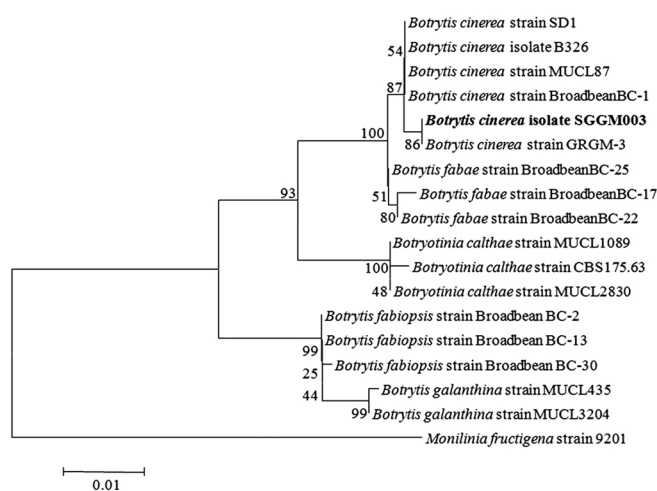 Botrytis cinerea strain SD1
54
Botrytis cinerea isolate B326
Botrytis cinerea strain MUCL87
87
Botrytis cinerea strain BroadbeanBC-1
Botrytis cinerea isolate SGGM003
100
86
Botrytis cinerea strain GRGM-3
Botrytis fabae strain BroadbeanBC-25
93
51
Botrytis fabae strain BroadbeanBC-17
80
Botrytis fabae strain BroadbeanBC-22
Botryotinia calthae strain MUCL1089
100
Botryotinia calthae strain CBS175.63
48
Botryotinia calthae strain MUCL2830
Botrytis fabiopsis strain Broadbean BC-2
Botrytis fabiopsis strain Broadbean BC-13
99
Botrytis fabiopsis strain Broadbean BC-30
25
44
Botrytis galanthina strain MUCL435
99
Botrytis galanthina strain MUCL3204
Monilinia fructigena strain 9201
0.01